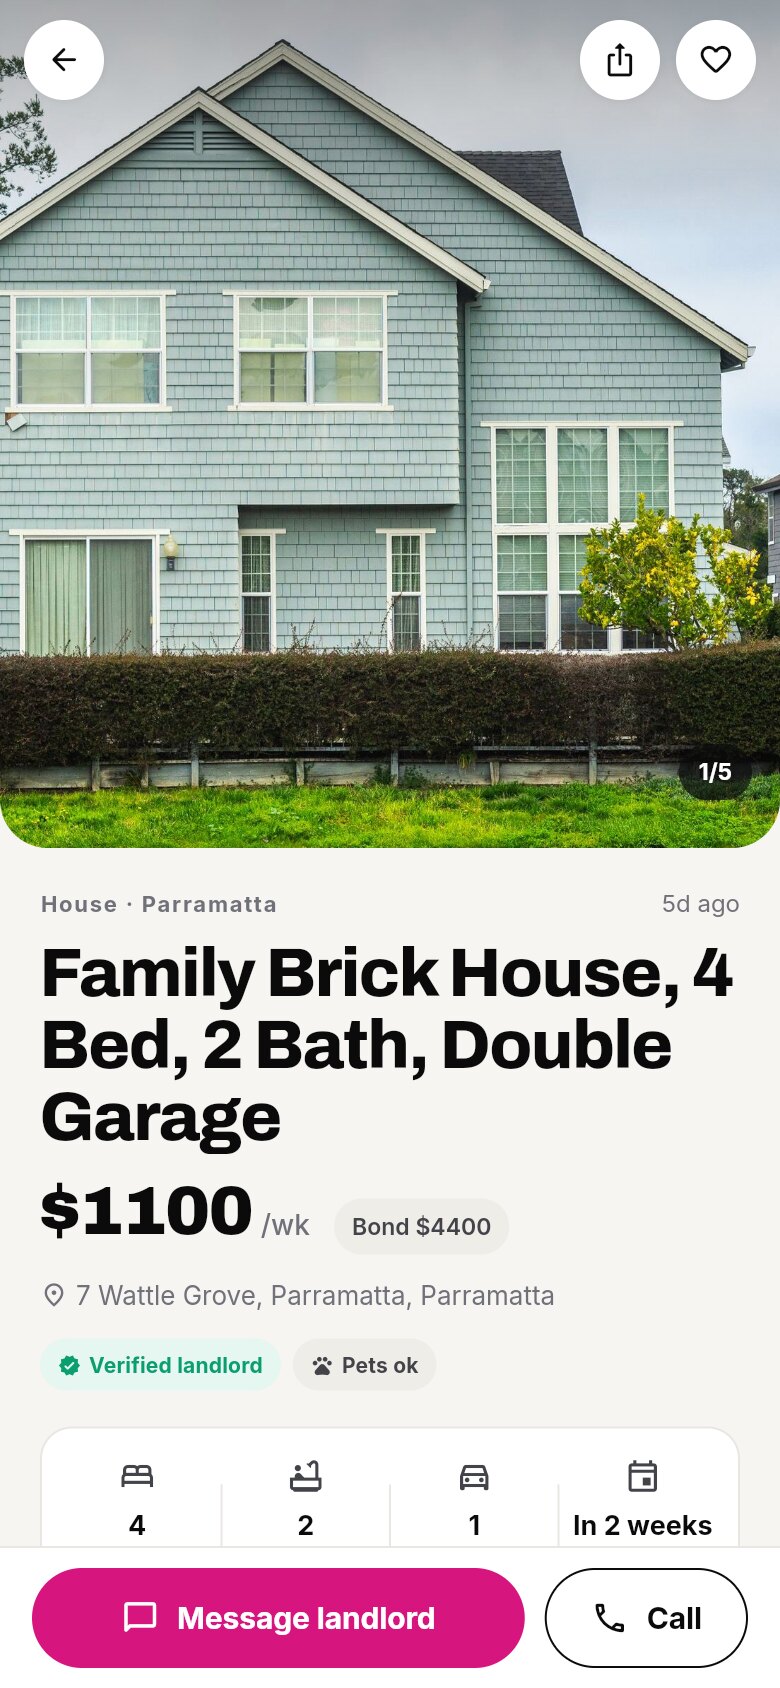 1/5
House · Parramatta
5d ago
Family Brick House, 4
Bed, 2 Bath, Double
Garage
$1100 /wk
Bond $4400
7 Wattle Grove, Parramatta, Parramatta
Verified landlord
Pets ok
4
2
1
In 2 weeks
Message landlord
Call